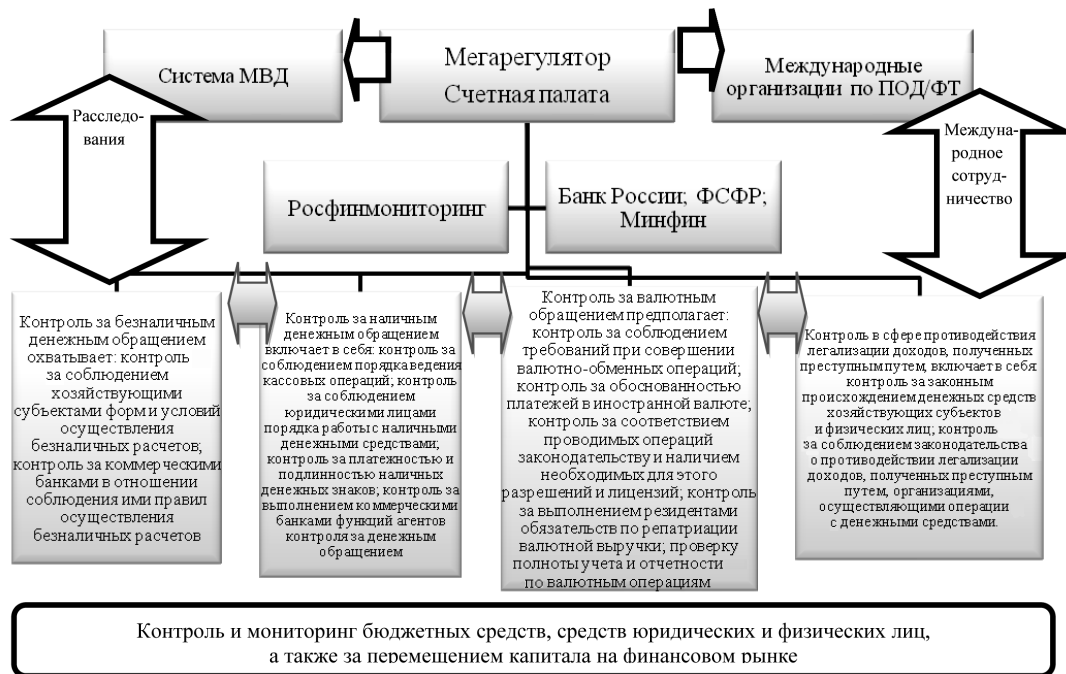 Система МВД
Мегарегулятор
Счетная палата
Международные
организации по ПОД/ФТ
Расследо-
вания
Междуна-
родное
сотруд-
ничество
Росфинмониторинг
Банк России; ФСФР;
Минфин
Контроль за безналичным
денежным обращением
охватывает: контроль
за соблюдением
хозяйствующими
субъектами форм и условий
осуществления
безналичных расчетов;
контроль за коммерческими
банками в отношении
соблюдения ими правил
осуществления
безналичных расчетов
Контроль за наличным
денежным обращением
включает в себя: контроль за
соблюдением порядка ведения
кассовых операций; контроль
за соблюдением
юридическими лицами
порядка работы с наличными
денежными средствами;
контроль за платежностью и
подлинностью наличных
денежных знаков; контроль за
выполнением коммерческими
банками функций агентов
контроля за денежным
обращением
Контроль за валютным
обращением предполагает:
контроль за соблюдением
требований при совершении
валютно-обменных операций;
контроль за обоснованностью
платежей в иностранной валюте;
контроль за соответствием
проводимых операций
законодательству и наличием
необходимых для этого
разрешений и лицензий; контроль
за выполнением резидентами
обязательств по репатриации
валютной выручки; проверку
полноты учета и отчетности
по валютным операциям
Контроль в сфере противодействия
легализации доходов, полученных
преступным путем, включает в себя:
контроль за законным
происхождением денежных средств
хозяйствующих субъектов
и физических лиц; контроль
за соблюдением законодательства
о противодействии легализации
доходов, полученных преступным
путем, организациями,
осуществляющими операции
с денежными средствами.
Контроль и мониторинг бюджетных средств, средств юридических и физических лиц,
а также за перемещением капитала на финансовом рынке